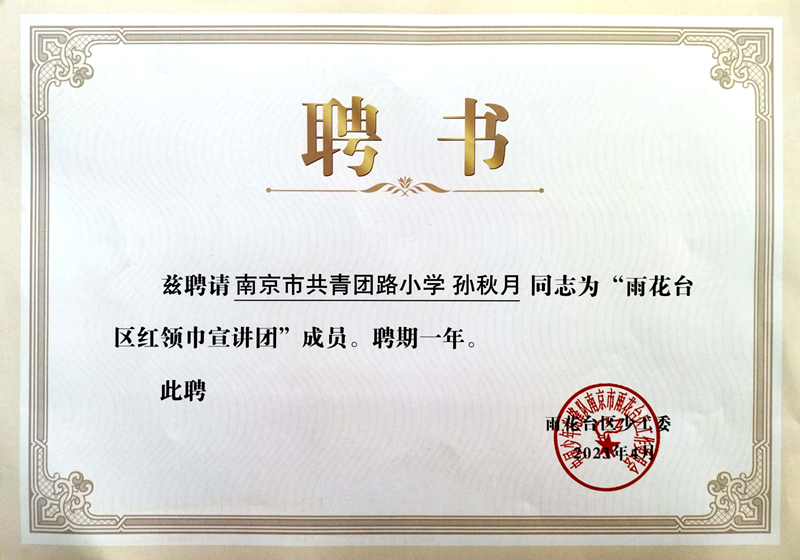 聘书
兹聘请南京市共青团路小学 孙秋月 同志为“雨花台
区红领巾宣讲团”成员。聘期一年。
此聘
雨花台区少工委